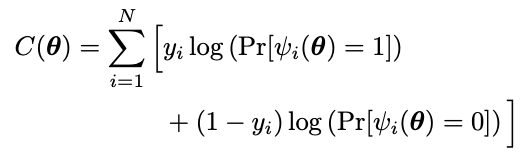 C(θ) = ∑_{i=1}^{N} [ y_i log (Pr[ψ_i(θ) = 1])
+ (1 − y_i) log (Pr[ψ_i(θ) = 0]) ]